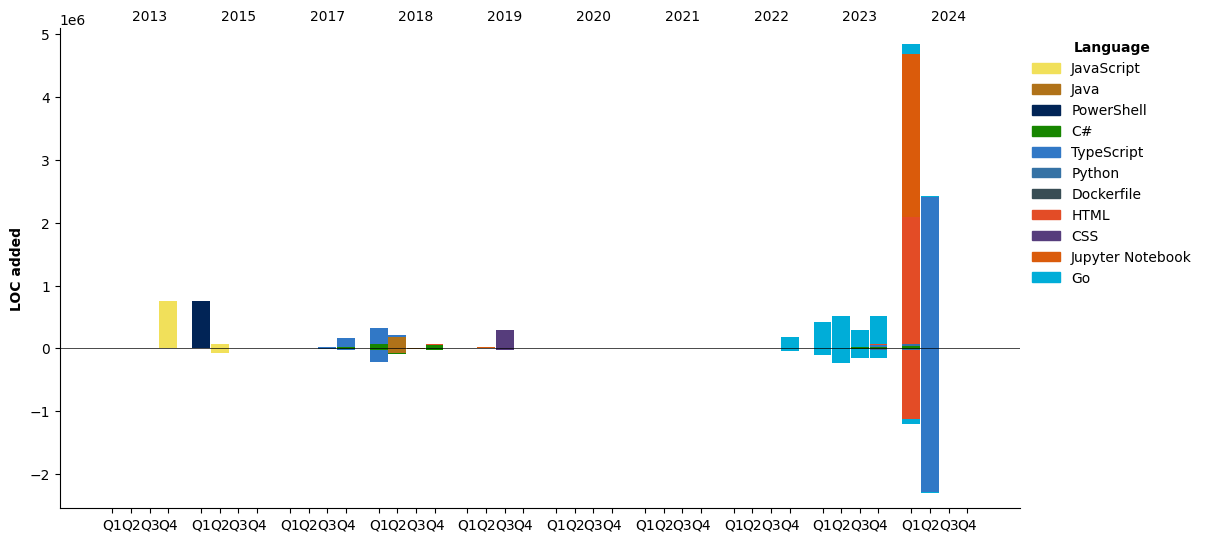 2013 2015 2017 2018 2019 2020 2021 2022 2023 2024
1e6
5
4
3
2
1
0
−1
−2
LOC added
Q1Q2Q3Q4 Q1Q2Q3Q4 Q1Q2Q3Q4 Q1Q2Q3Q4 Q1Q2Q3Q4 Q1Q2Q3Q4 Q1Q2Q3Q4 Q1Q2Q3Q4 Q1Q2Q3Q4 Q1Q2Q3Q4
Language
JavaScript
Java
PowerShell
C#
TypeScript
Python
Dockerfile
HTML
CSS
Jupyter Notebook
Go